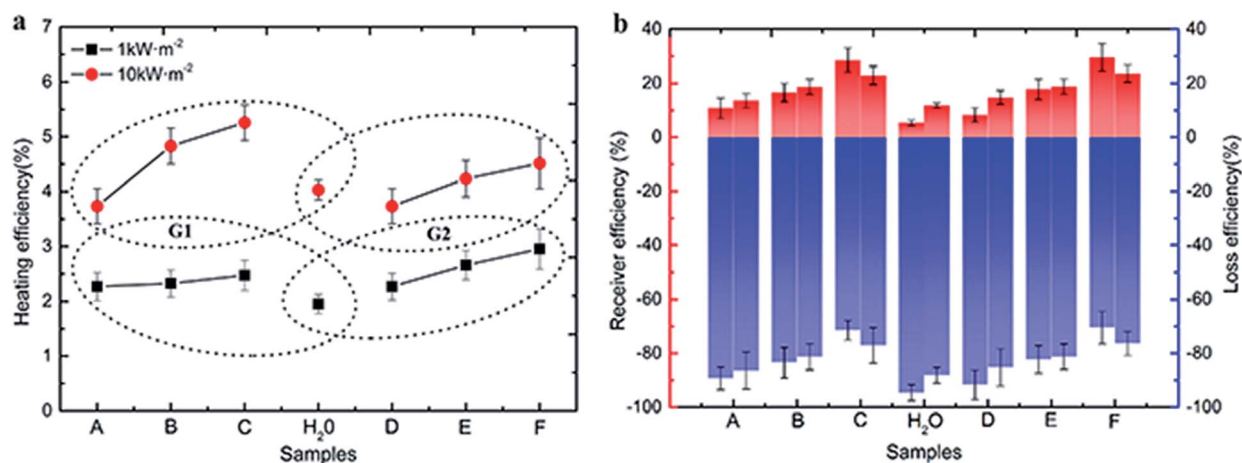 a
Heating efficiency(%)
7
6
5
4
3
2
1
0
1kW·m-2
10kW·m-2
G1
G2
A B C H20 D E F
Samples
b
Receiver efficiency (%)
40
20
0
-20
-40
-60
-80
-100
A B C H2O D E F
Samples
40
20
0
-20
-40
-60
-80
-100
Loss efficiency(%)